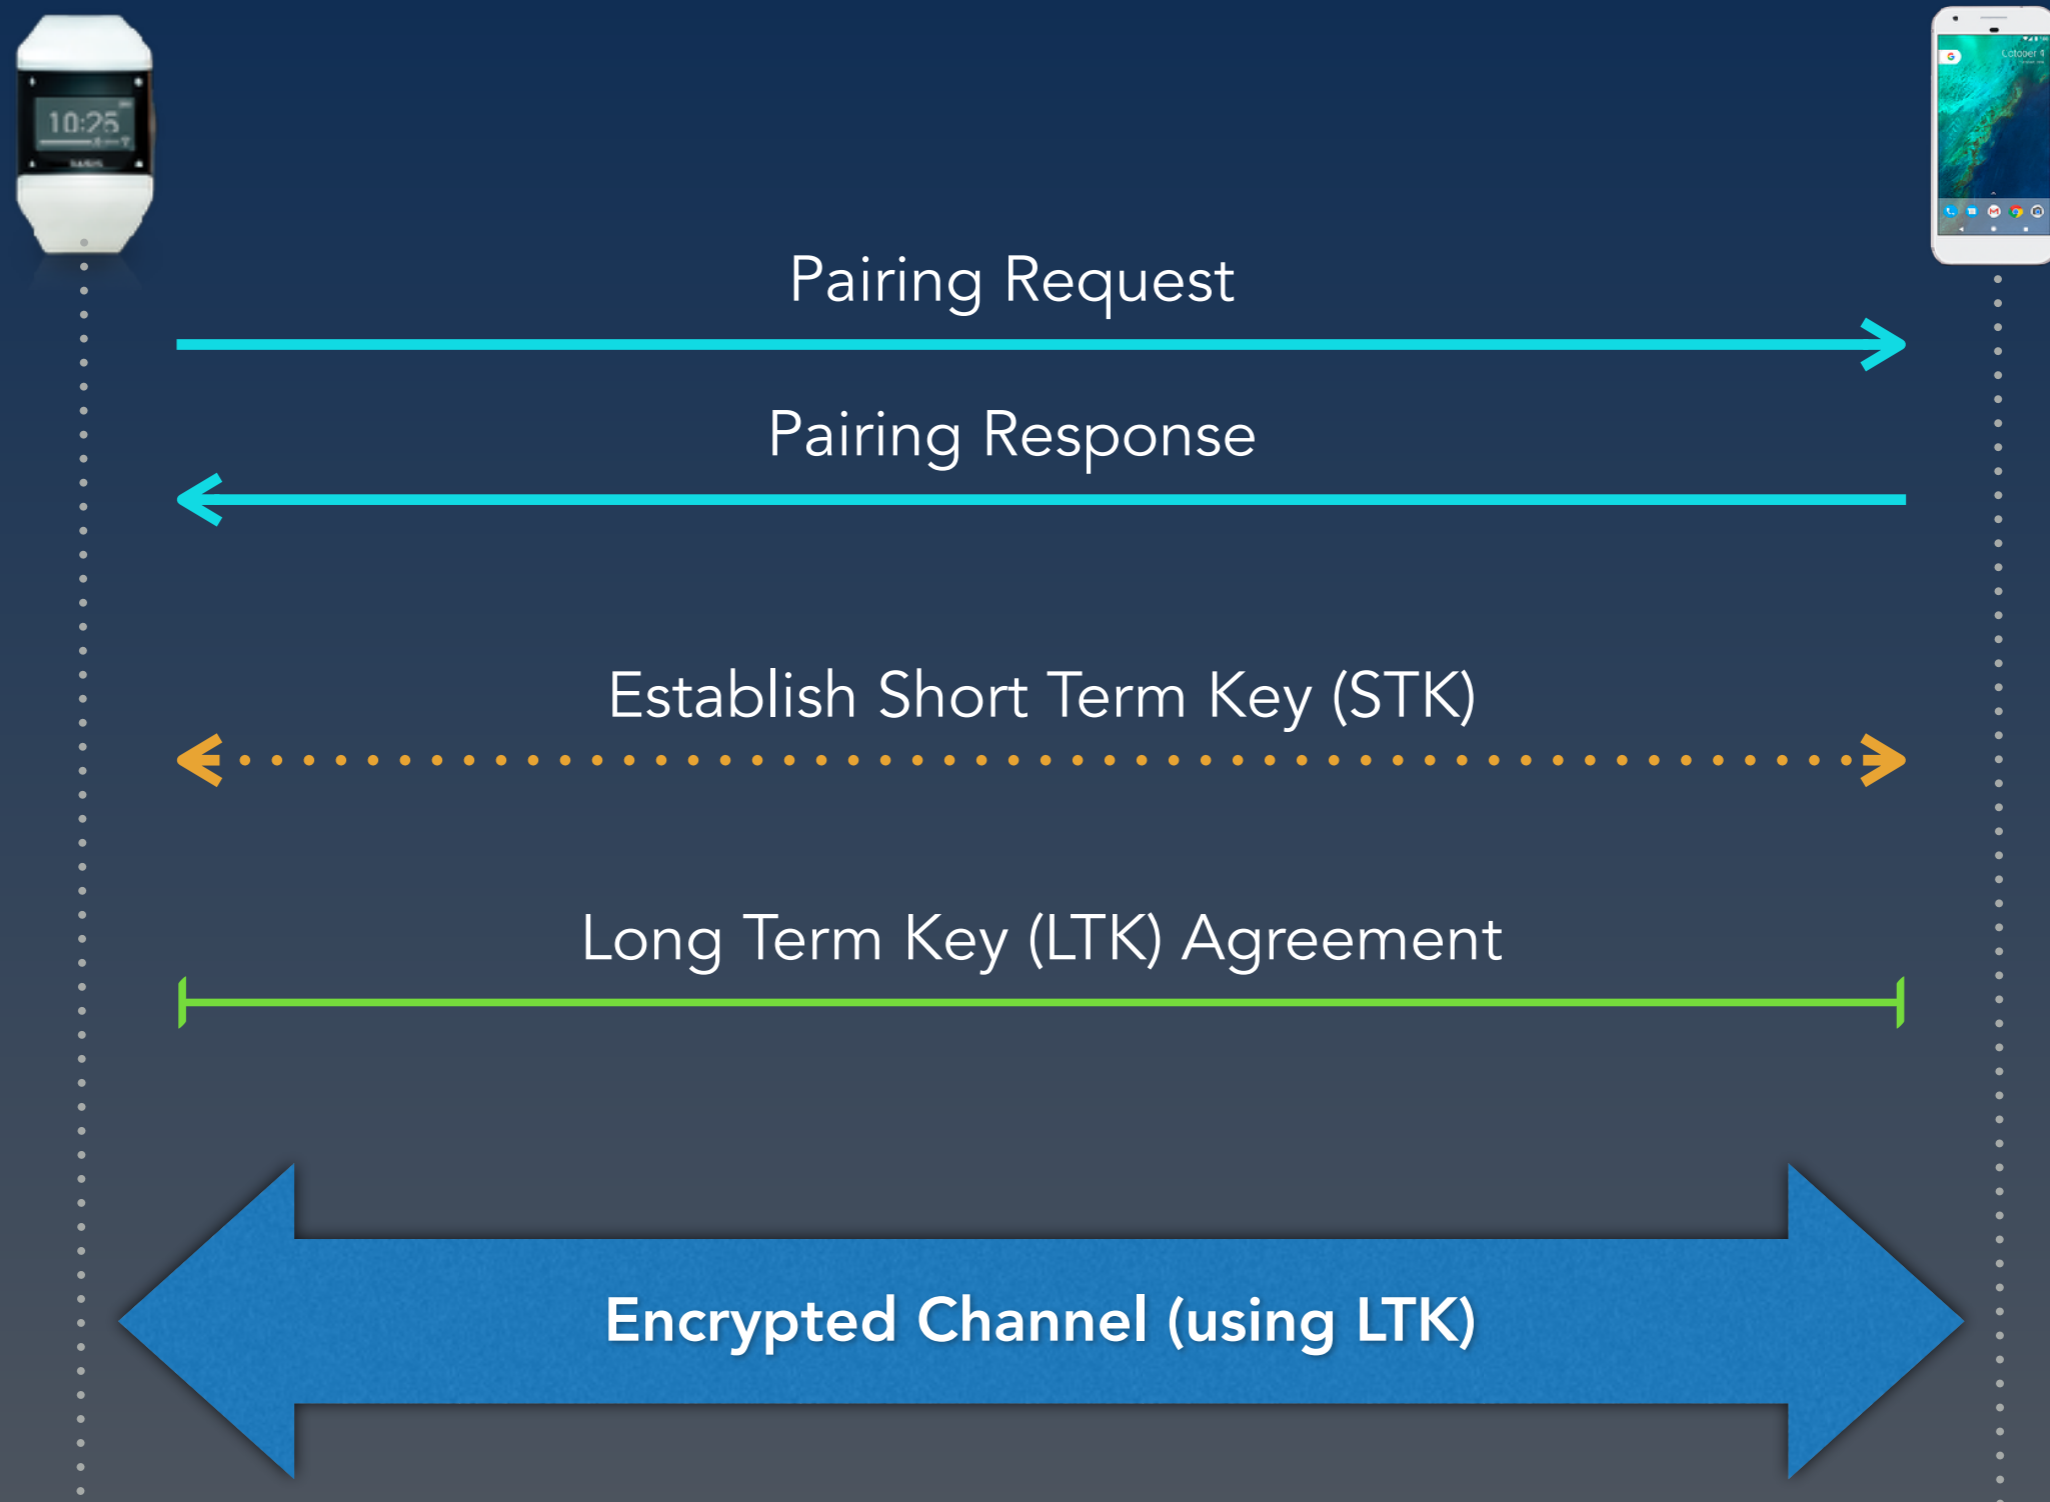 10:25
Pairing Request
Pairing Response
Establish Short Term Key (STK)
Long Term Key (LTK) Agreement
Encrypted Channel (using LTK)